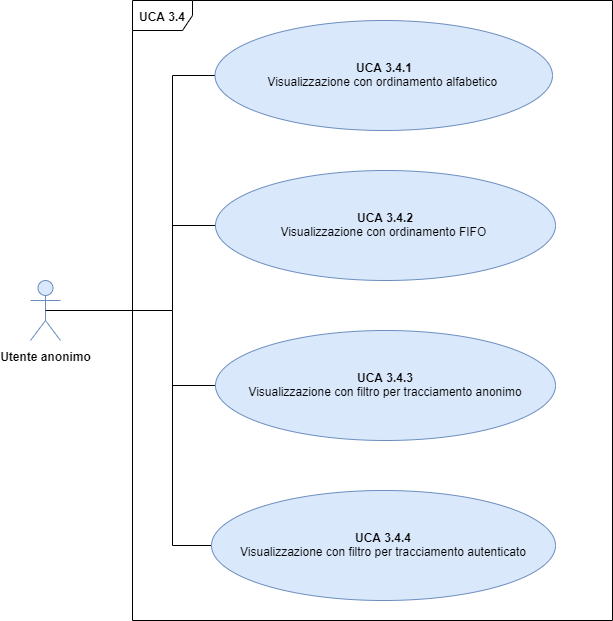 UCA 3.4
UCA 3.4.1
Visualizzazione con ordinamento alfabetico
UCA 3.4.2
Visualizzazione con ordinamento FIFO
Utente anonimo
UCA 3.4.3
Visualizzazione con filtro per tracciamento anonimo
UCA 3.4.4
Visualizzazione con filtro per tracciamento autenticato